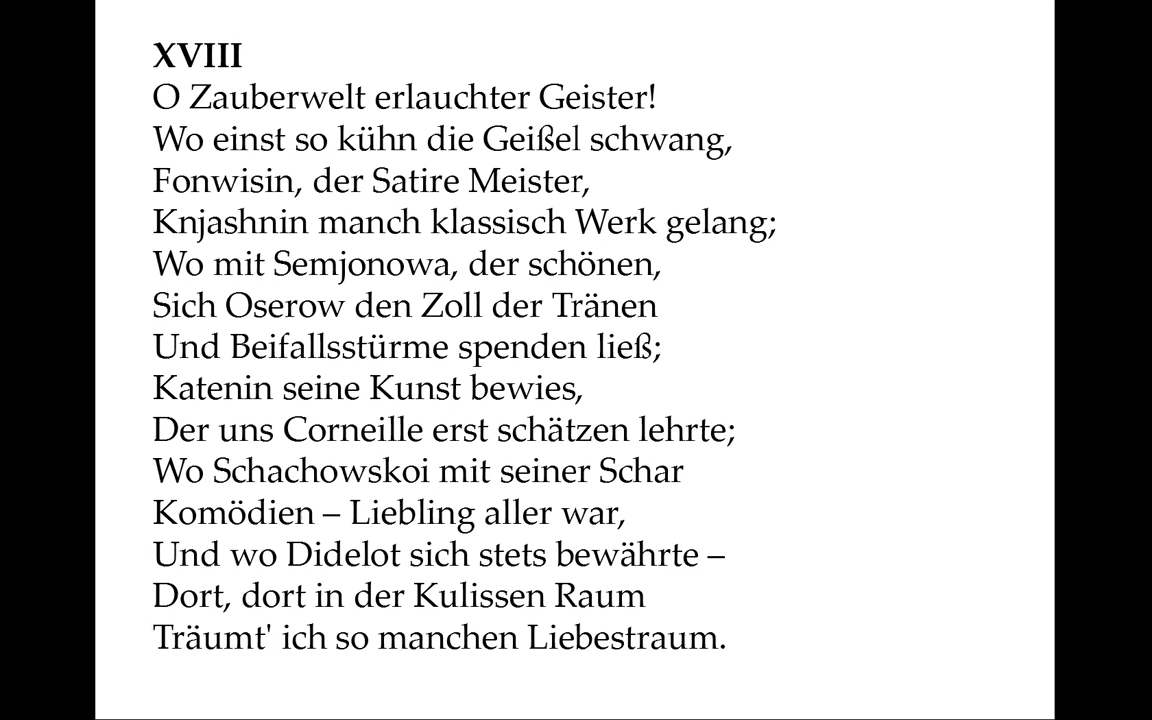 XVIII
O Zauberwelt erlauchter Geister!
Wo einst so kühn die Geißel schwang,
Fonwisin, der Satire Meister,
Knjashnin manch klassisch Werk gelang;
Wo mit Semjonowa, der schönen,
Sich Oserow den Zoll der Tränen
Und Beifallsstürme spenden ließ;
Katenin seine Kunst bewies,
Der uns Corneille erst schätzen lehrte;
Wo Schachowskoi mit seiner Schar
Komödien – Liebling aller war,
Und wo Didelot sich stets bewährte –
Dort, dort in der Kulissen Raum
Träumt' ich so manchen Liebestraum.